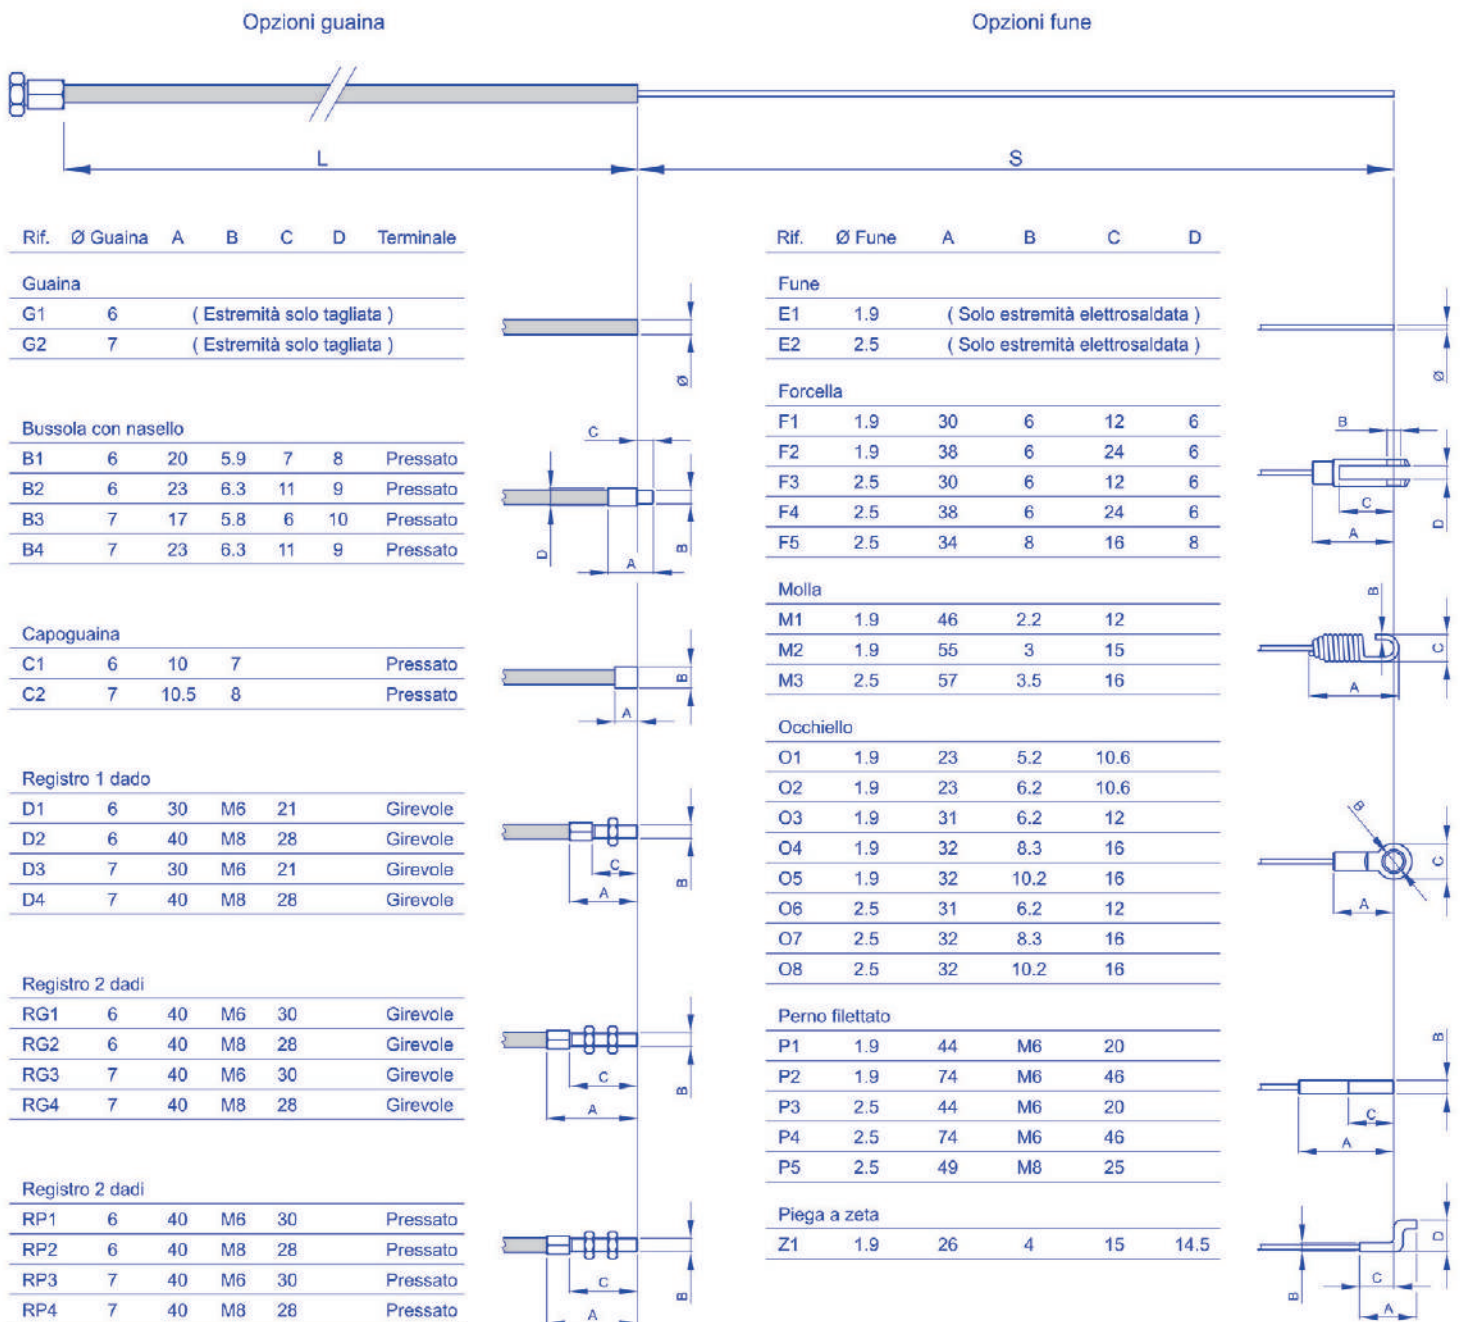 Opzioni guaina
Opzioni fune
L
S
Rif. Ø Guaina A B C D Terminale
Guaina
G1 6 ( Estremità solo tagliata )
G2 7 ( Estremità solo tagliata )
Ø
Bussola con nasello
B1 6 20 5.9 7 8 Pressato
B2 6 23 6.3 11 9 Pressato
B3 7 17 5.8 6 10 Pressato
B4 7 23 6.3 11 9 Pressato
C
D
A
B
Capoguaina
C1 6 10 7 Pressato
C2 7 10.5 8 Pressato
B
A
Registro 1 dado
D1 6 30 M6 21 Girevole
D2 6 40 M8 28 Girevole
D3 7 30 M6 21 Girevole
D4 7 40 M8 28 Girevole
C
A
B
Registro 2 dadi
RG1 6 40 M6 30 Girevole
RG2 6 40 M8 28 Girevole
RG3 7 40 M6 30 Girevole
RG4 7 40 M8 28 Girevole
C
A
B
Registro 2 dadi
RP1 6 40 M6 30 Pressato
RP2 6 40 M8 28 Pressato
RP3 7 40 M6 30 Pressato
RP4 7 40 M8 28 Pressato
C
A
B
Rif. Ø Fune A B C D
Fune
E1 1.9 ( Solo estremità elettrosaldata )
E2 2.5 ( Solo estremità elettrosaldata )
Ø
Forcella
F1 1.9 30 6 12 6
F2 1.9 38 6 24 6
F3 2.5 30 6 12 6
F4 2.5 38 6 24 6
F5 2.5 34 8 16 8
B
C
A
D
Molla
M1 1.9 46 2.2 12
M2 1.9 55 3 15
M3 2.5 57 3.5 16
B
C
A
Occhiello
O1 1.9 23 5.2 10.6
O2 1.9 23 6.2 10.6
O3 1.9 31 6.2 12
O4 1.9 32 8.3 16
O5 1.9 32 10.2 16
O6 2.5 31 6.2 12
O7 2.5 32 8.3 16
O8 2.5 32 10.2 16
B
C
A
Perno filettato
P1 1.9 44 M6 20
P2 1.9 74 M6 46
P3 2.5 44 M6 20
P4 2.5 74 M6 46
P5 2.5 49 M8 25
B
C
A
Piega a zeta
Z1 1.9 26 4 15 14.5
D
B
C
A